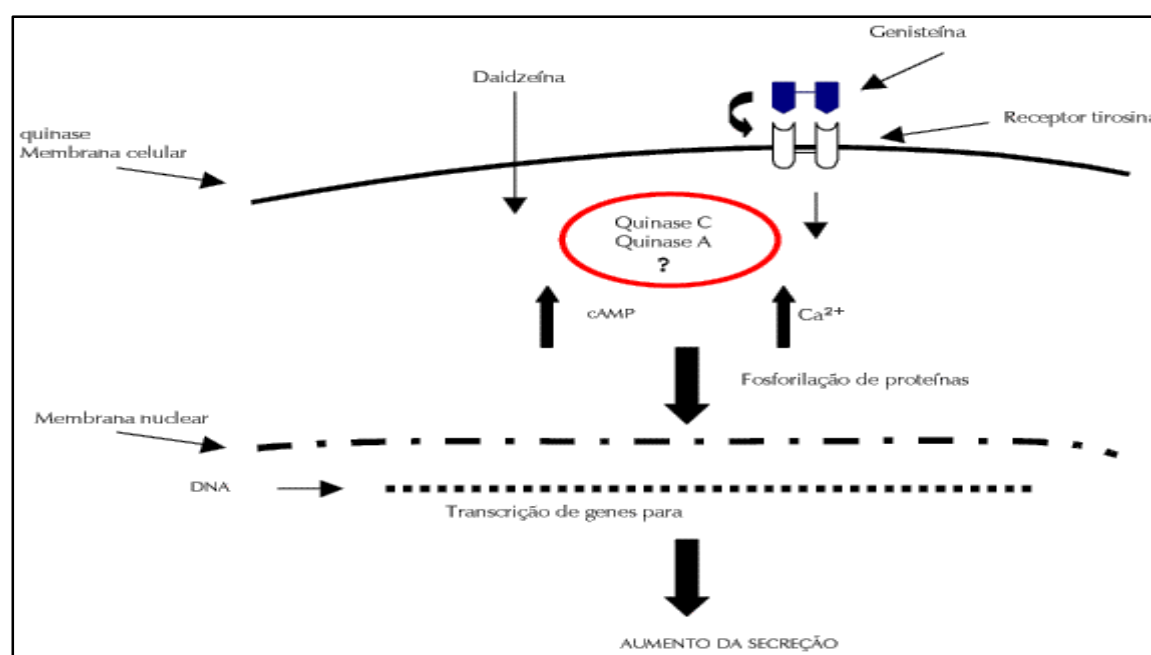 Genisteína
Daidzeína
Receptor tirosina
quinase
Membrana celular
Quinase C
Quinase A
?
cAMP
Ca²⁺
Fosforilação de proteínas
Membrana nuclear
DNA
Transcrição de genes para
AUMENTO DA SECREÇÃO